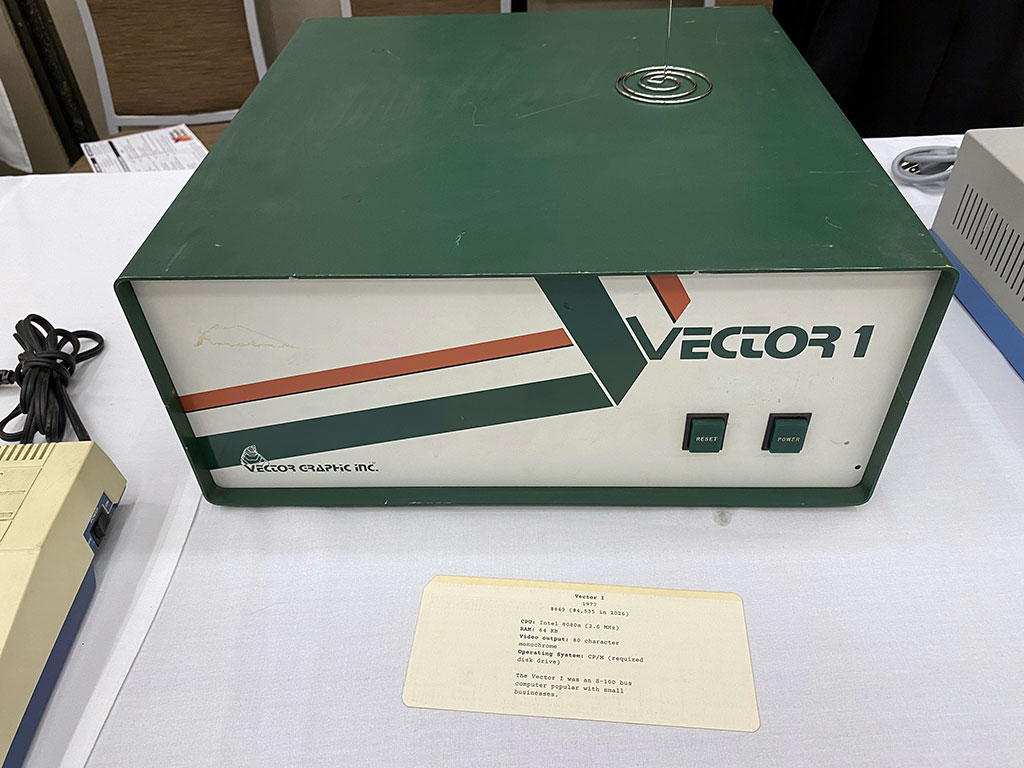 VECTOR 1
RESET
POWER
VECTOR GRAPHIC INC.
Vector I
1977
$849 ($4,535 in 2026)
CPU: Intel 8080a (2.6 MHz)
RAM: 64 KB
Video output: 80 character
monochrome
Operating System: CP/M (required
disk drive)
The Vector I was an S-100 bus
computer popular with small
businesses.